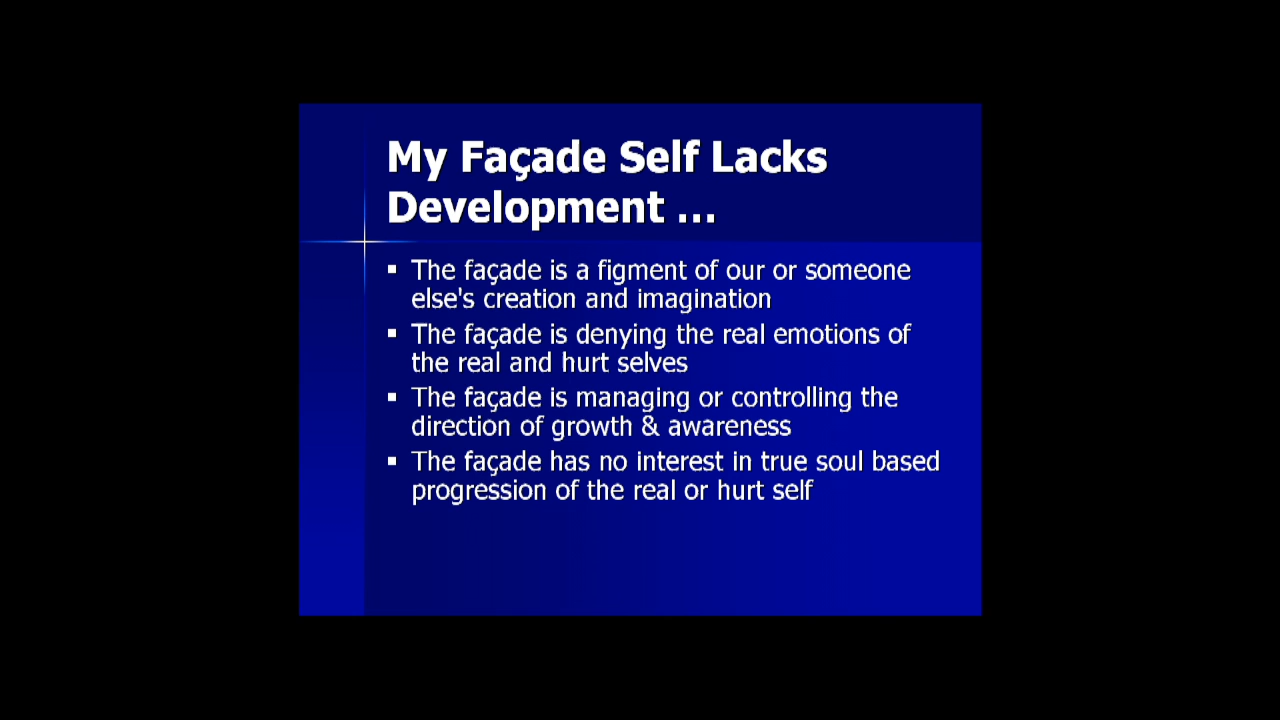 My Façade Self Lacks
Development ...
▪ The façade is a figment of our or someone
else's creation and imagination
▪ The façade is denying the real emotions of
the real and hurt selves
▪ The façade is managing or controlling the
direction of growth & awareness
▪ The façade has no interest in true soul based
progression of the real or hurt self